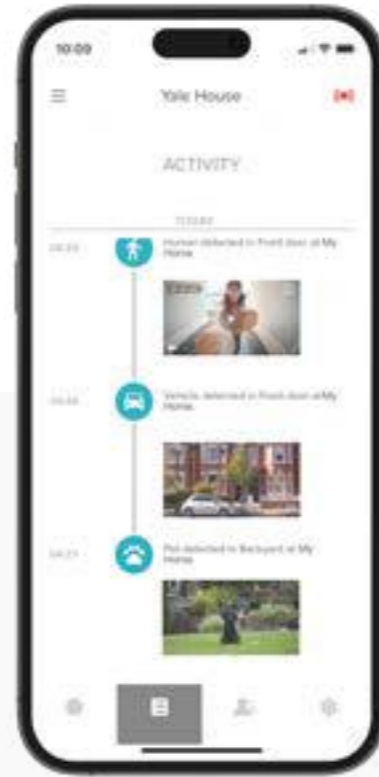 10:09
Yale House
ACTIVITY
TODAY
Human detected in Front door at My
Home
Vehicle detected in Front door at My
Home
Pet detected in Backyard at My
Home